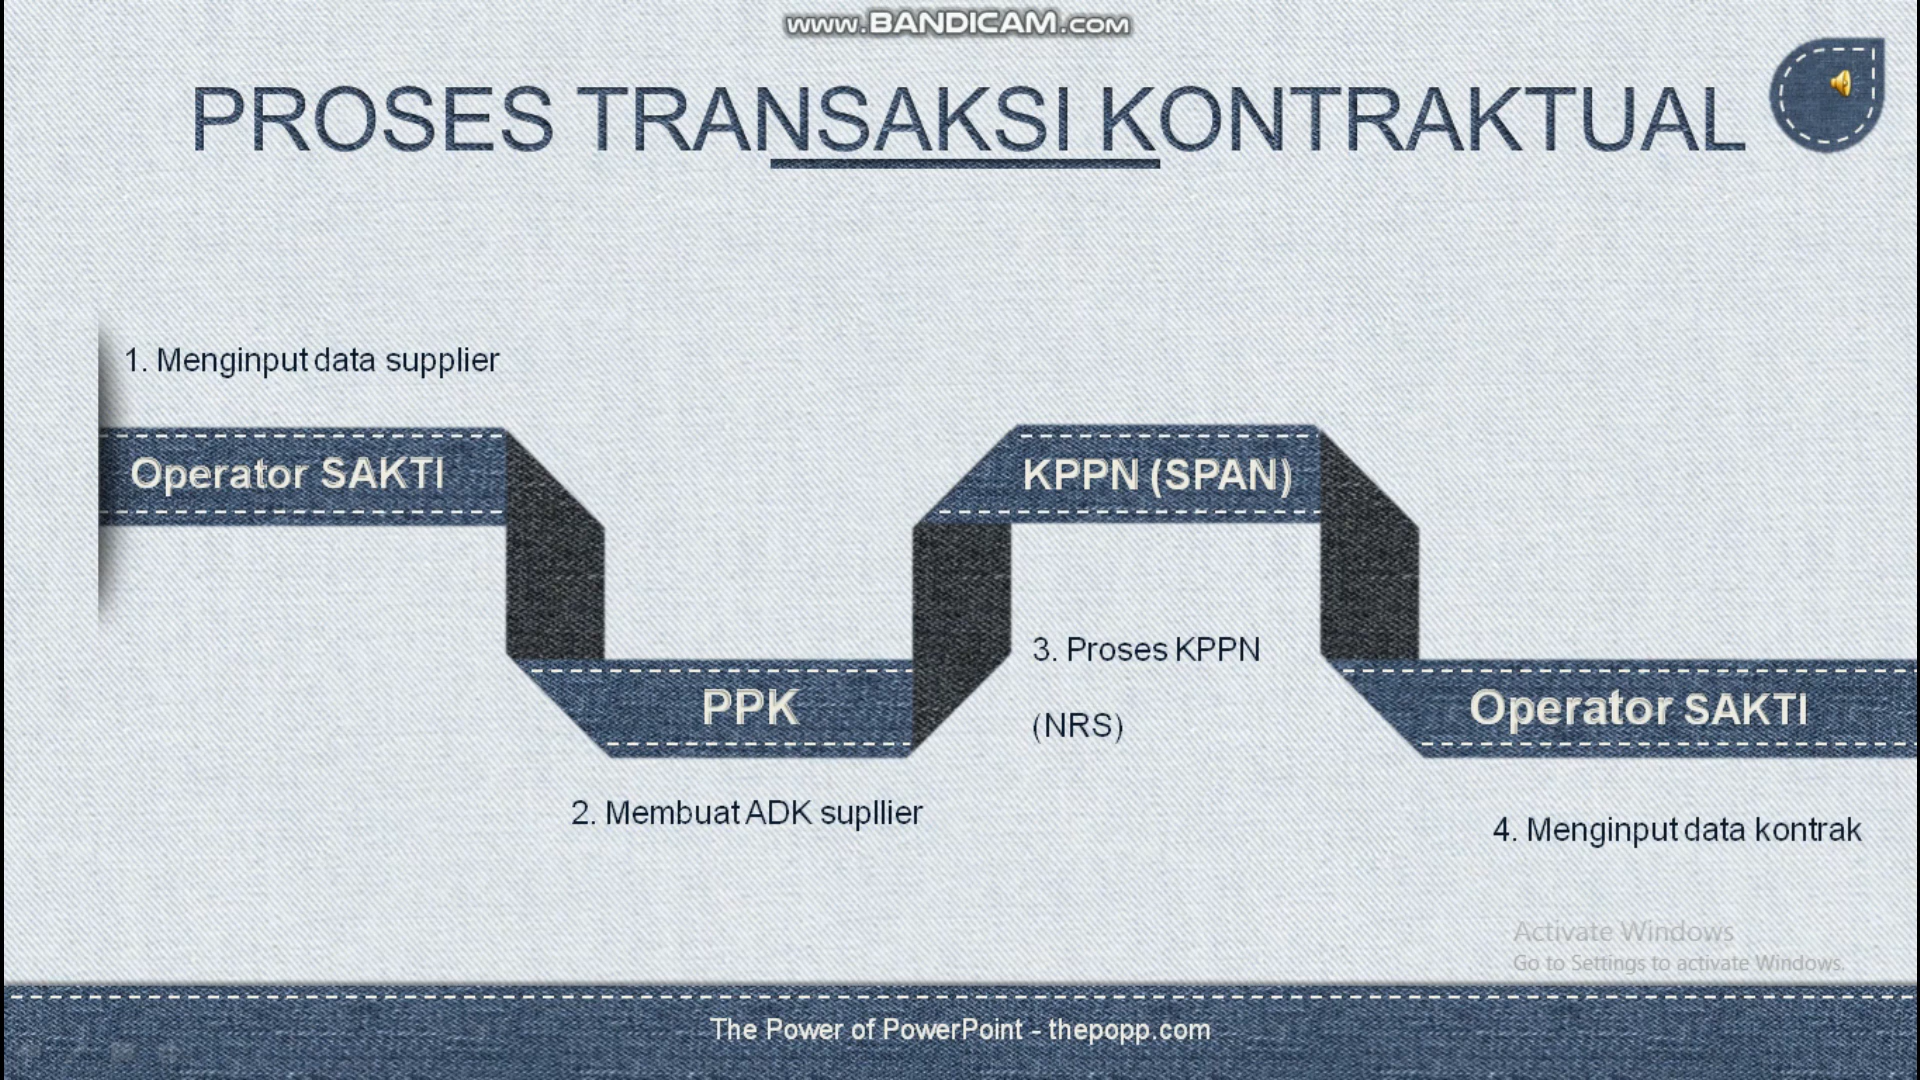 www.BANDICAM.com
PROSES TRANSAKSI KONTRAKTUAL
1. Menginput data supplier
Operator SAKTI
KPPN (SPAN)
3. Proses KPPN
(NRS)
PPK
Operator SAKTI
2. Membuat ADK supllier
4. Menginput data kontrak
Activate Windows
Go to Settings to activate Windows.
The Power of PowerPoint - thepopp.com